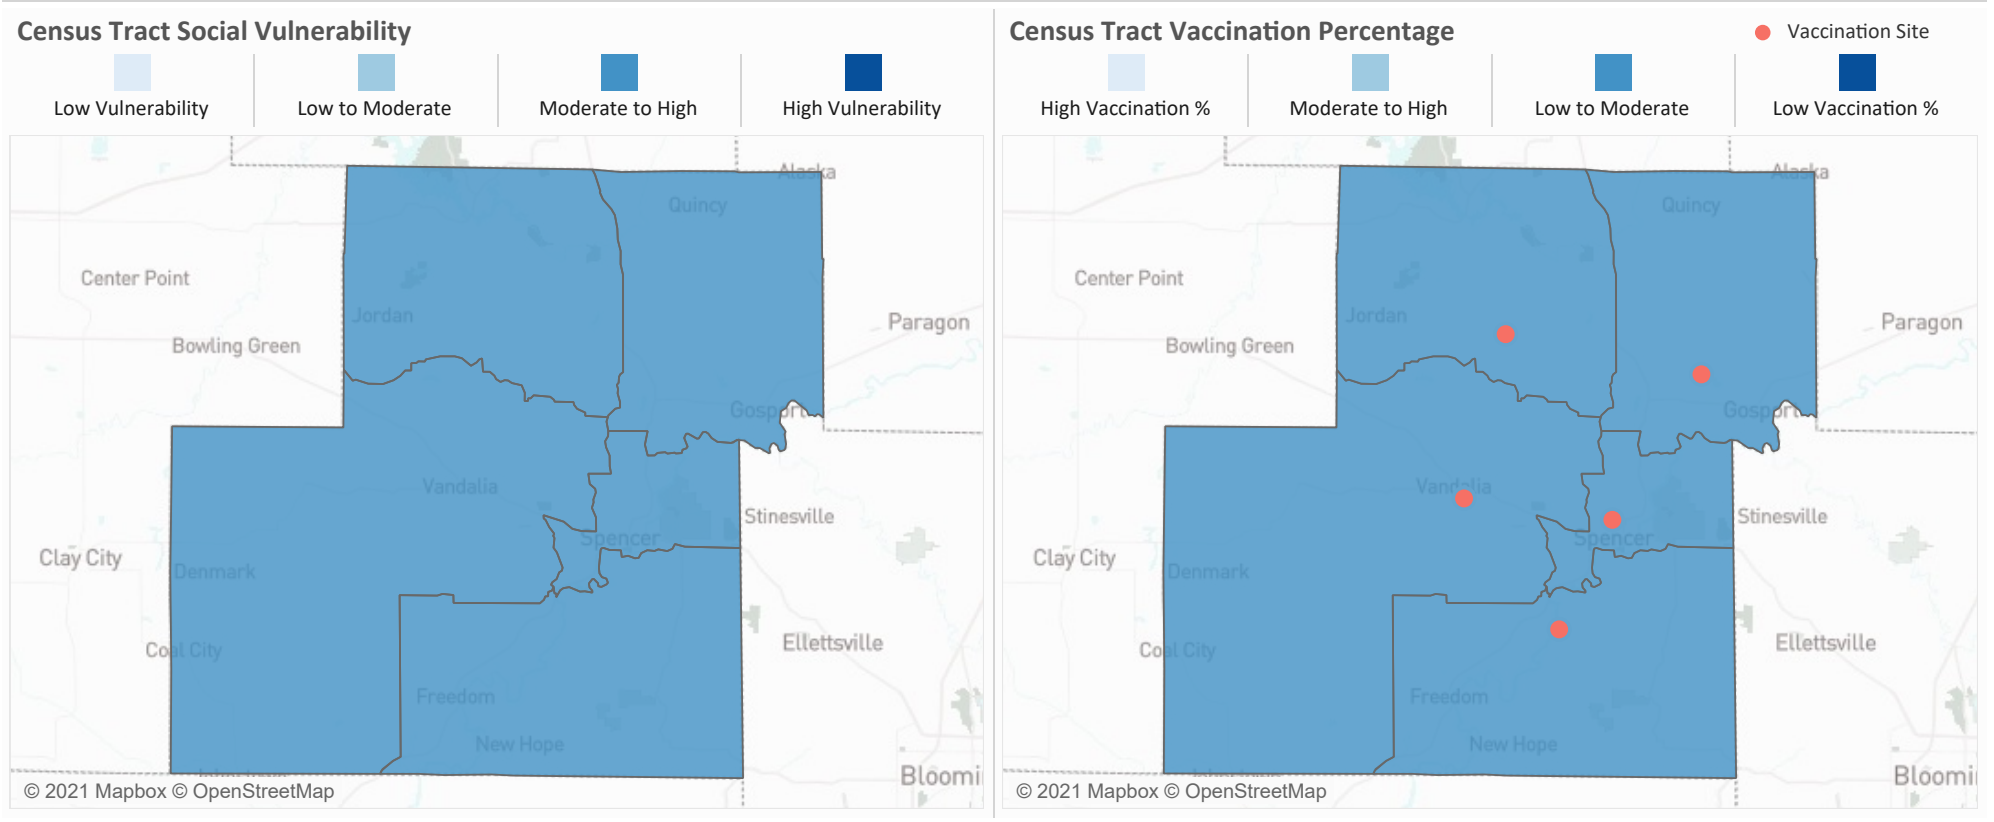 Census Tract Social Vulnerability
Low Vulnerability
Low to Moderate
Moderate to High
High Vulnerability
Alaska
Quincy
Center Point
Jordan
Paragon
Bowling Green
Gosport
Vandalia
Stinesville
Spencer
Clay City
Denmark
Ellettsville
Coal City
Freedom
New Hope
Bloomi
© 2021 Mapbox © OpenStreetMap
Census Tract Vaccination Percentage
Vaccination Site
High Vaccination %
Moderate to High
Low to Moderate
Low Vaccination %
Alaska
Quincy
Center Point
Jordan
Paragon
Bowling Green
Gosport
Vandalia
Stinesville
Spencer
Clay City
Denmark
Ellettsville
Coal City
Freedom
New Hope
Bloomi
© 2021 Mapbox © OpenStreetMap